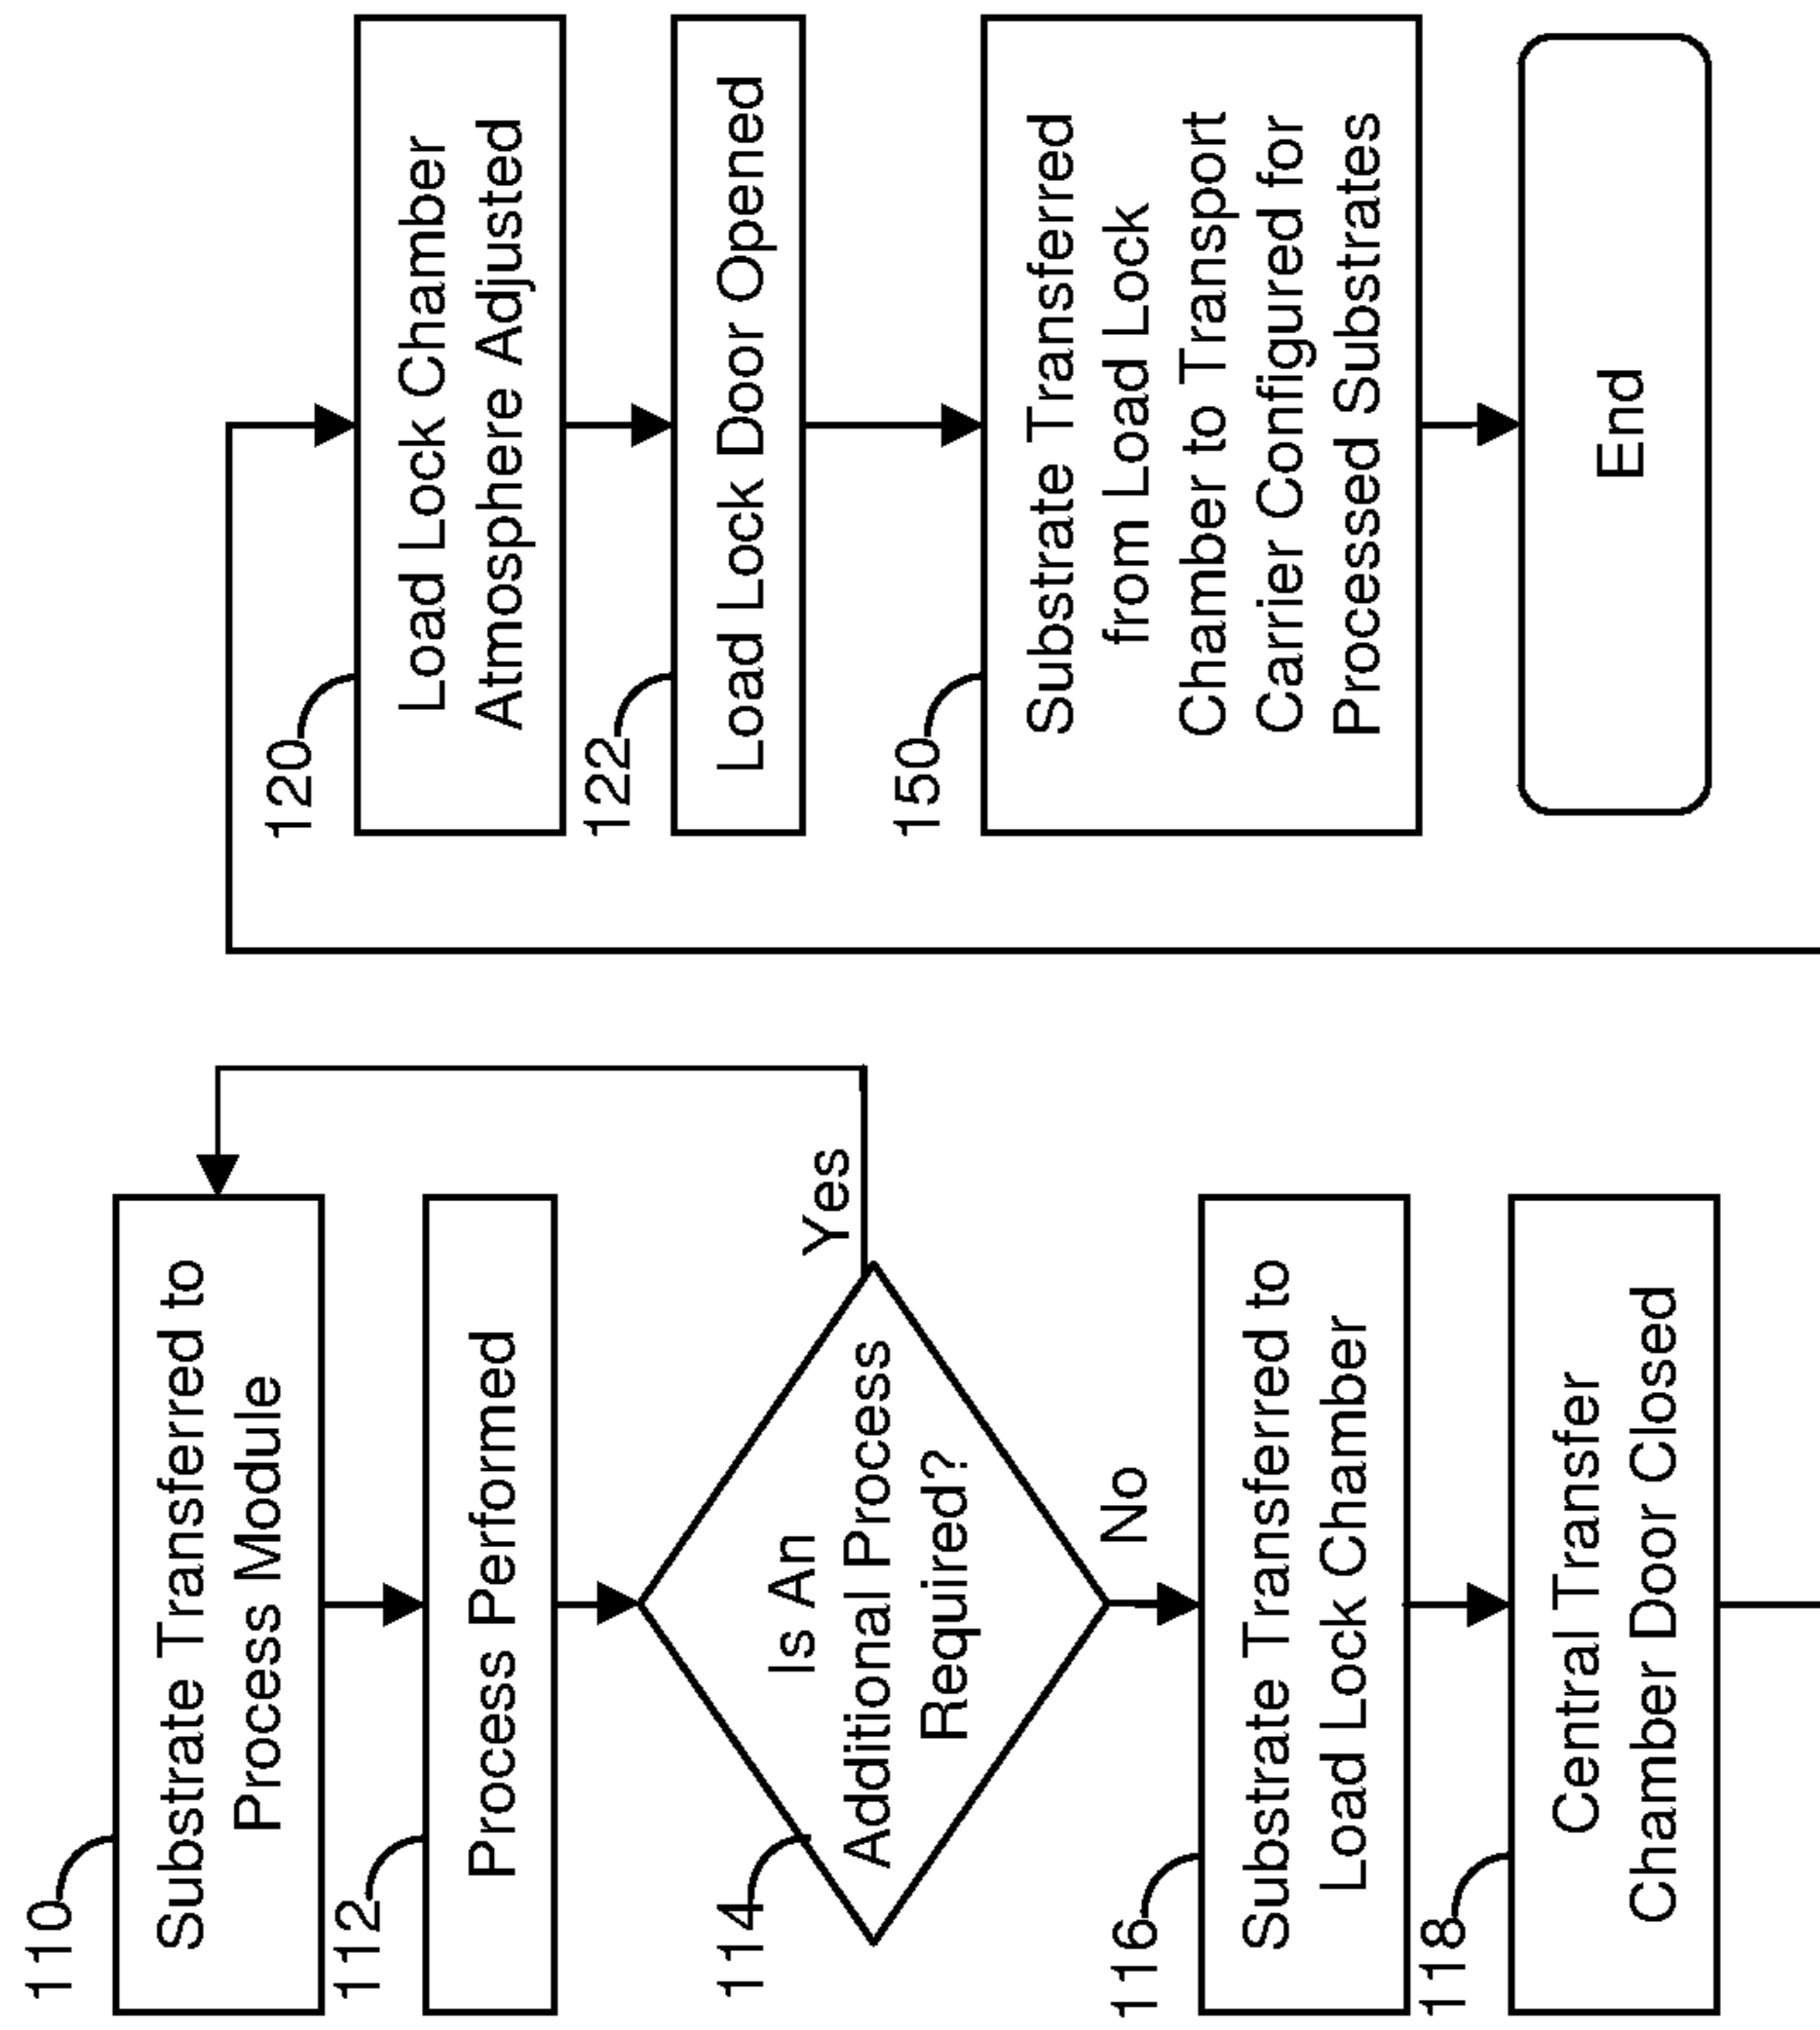 110
Substrate Transferred to
Process Module
112
Process Performed
114
Is An
Additional Process
Required?
Yes
No
116
Substrate Transferred to
Load Lock Chamber
118
Central Transfer
Chamber Door Closed
120
Load Lock Chamber
Atmosphere Adjusted
122
Load Lock Door Opened
150
Substrate Transferred
from Load Lock
Chamber to Transport
Carrier Configured for
Processed Substrates
End